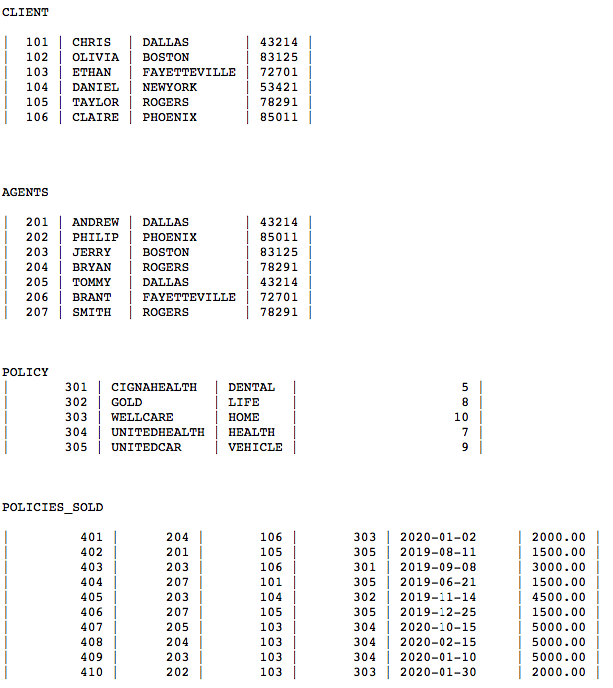 CLIENT
| 101 | CHRIS | DALLAS | 43214 |
| 102 | OLIVIA | BOSTON | 83125 |
| 103 | ETHAN | FAYETTEVILLE | 72701 |
| 104 | DANIEL | NEWYORK | 53421 |
| 105 | TAYLOR | ROGERS | 78291 |
| 106 | CLAIRE | PHOENIX | 85011 |
AGENTS
| 201 | ANDREW | DALLAS | 43214 |
| 202 | PHILIP | PHOENIX | 85011 |
| 203 | JERRY | BOSTON | 83125 |
| 204 | BRYAN | ROGERS | 78291 |
| 205 | TOMMY | DALLAS | 43214 |
| 206 | BRANT | FAYETTEVILLE | 72701 |
| 207 | SMITH | ROGERS | 78291 |
POLICY
| 301 | CIGNAHEALTH | DENTAL | 5 |
| 302 | GOLD | LIFE | 8 |
| 303 | WELLCARE | HOME | 10 |
| 304 | UNITEDHEALTH | HEALTH | 7 |
| 305 | UNITEDCAR | VEHICLE | 9 |
POLICIES_SOLD
| 401 | 204 | 106 | 303 | 2020-01-02 | 2000.00 |
| 402 | 201 | 105 | 305 | 2019-08-11 | 1500.00 |
| 403 | 203 | 106 | 301 | 2019-09-08 | 3000.00 |
| 404 | 207 | 101 | 305 | 2019-06-21 | 1500.00 |
| 405 | 203 | 104 | 302 | 2019-11-14 | 4500.00 |
| 406 | 207 | 105 | 305 | 2019-12-25 | 1500.00 |
| 407 | 205 | 103 | 304 | 2020-10-15 | 5000.00 |
| 408 | 204 | 103 | 304 | 2020-02-15 | 5000.00 |
| 409 | 203 | 103 | 304 | 2020-01-10 | 5000.00 |
| 410 | 202 | 103 | 303 | 2020-01-30 | 2000.00 |